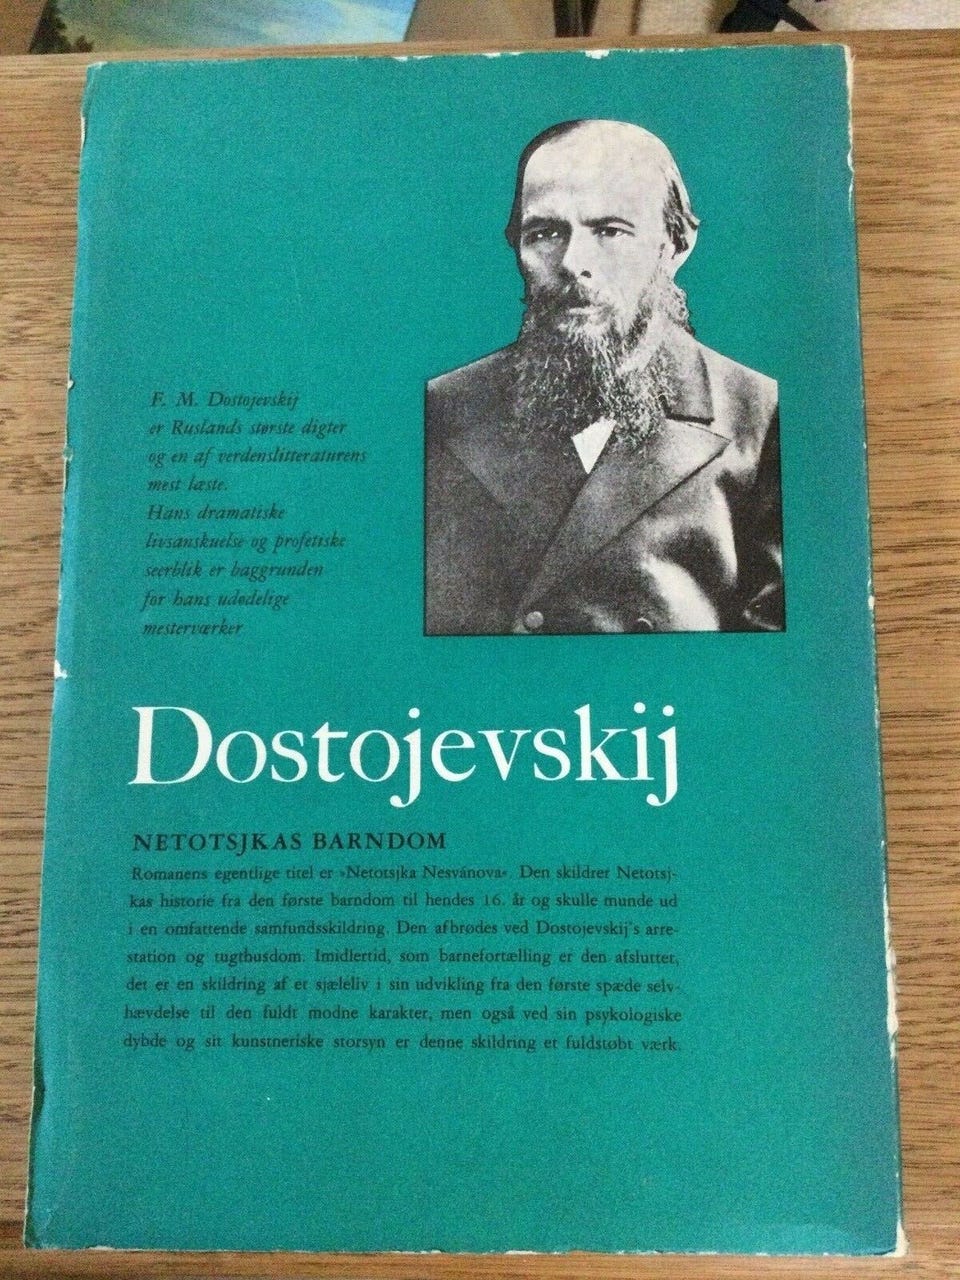 F. M. Dostojevskij
er Ruslands største digter
og en af verdenslitteraturens
mest læste.
Hans dramatiske
livsanskuelse og profetiske
seerblik er baggrunden
for hans udødelige
mesterværker
Dostojevskij
NETOTSJKAS BARNDOM
Romanens egentlige titel er »Netotsjka Nesvánova«. Den skildrer Netotsj-
kas historie fra den første barndom til hendes 16. år og skulle munde ud
i en omfattende samfundsskildring. Den afbrødes ved Dostojevskij's arre-
station og tugthusdom. Imidlertid, som barnefortælling er den afsluttet,
det er en skildring af et sjæleliv i sin udvikling fra den første spæde selv-
hævdelse til den fuldt modne karakter, men også ved sin psykologiske
dybde og sit kunstneriske storsyn er denne skildring et fuldstøbt værk.